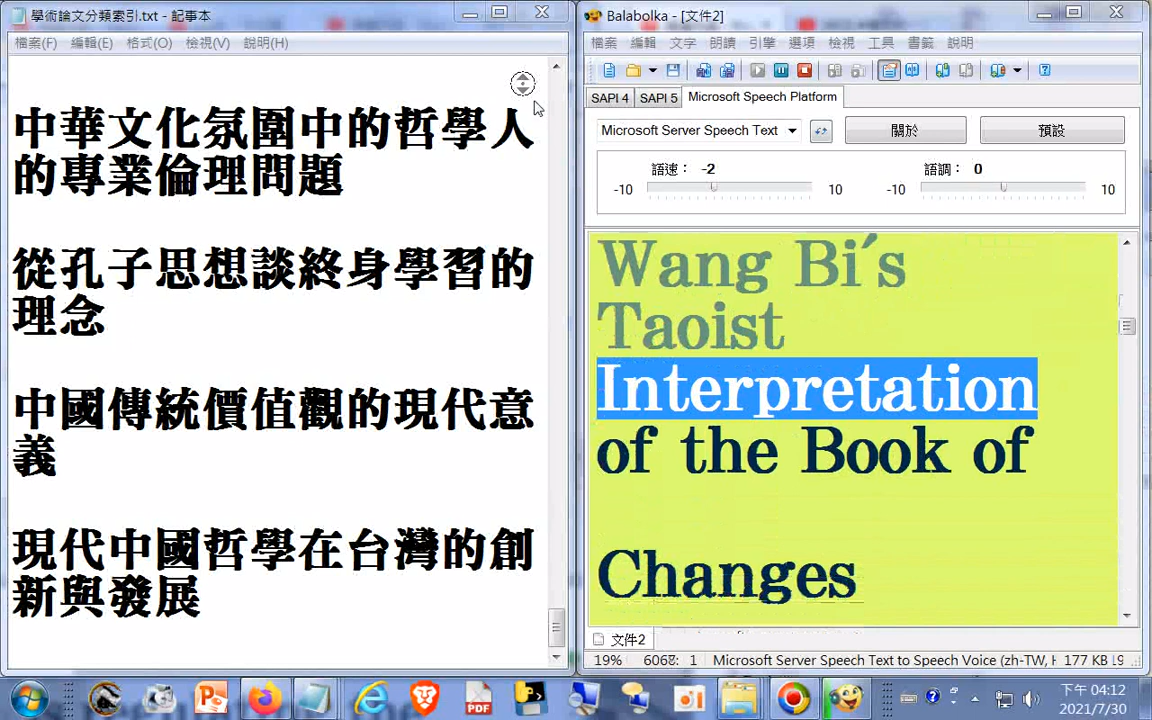 學術論文分類索引.txt - 記事本
檔案(F) 編輯(E) 格式(O) 檢視(V) 說明(H)
中華文化氛圍中的哲學人
的專業倫理問題
從孔子思想談終身學習的
理念
中國傳統價值觀的現代意
義
現代中國哲學在台灣的創
新與發展
Balabolka - [文件2]
檔案 編輯 文字 朗讀 引擎 選項 檢視 工具 書籤 說明
SAPI 4 SAPI 5 Microsoft Speech Platform
Microsoft Server Speech Text 關於 預設
語速： -2 語調： 0
-10 10 -10 10
Wang Bi's
Taoist
Interpretation
of the Book of
Changes
文件2
19% 1 Microsoft Server Speech Text to Speech Voice (zh-TW, 177 KB
下午 04:12
2021/7/30